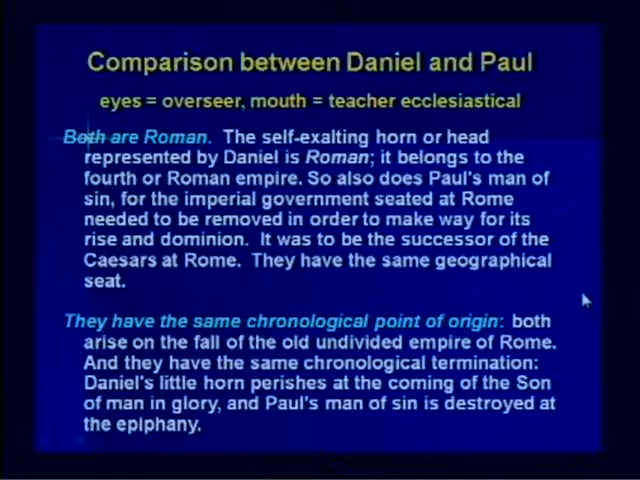 Comparison between Daniel and Paul
eyes = overseer, mouth = teacher ecclesiastical
Both are Roman. The self-exalting horn or head
represented by Daniel is Roman; it belongs to the
fourth or Roman empire. So also does Paul's man of
sin, for the imperial government seated at Rome
needed to be removed in order to make way for its
rise and dominion. It was to be the successor of the
Caesars at Rome. They have the same geographical
seat.
They have the same chronological point of origin: both
arise on the fall of the old undivided empire of Rome.
And they have the same chronological termination:
Daniel's little horn perishes at the coming of the Son
of man in glory, and Paul's man of sin is destroyed at
the epiphany.